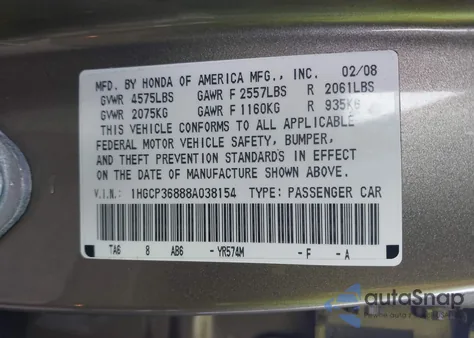 MFD. BY HONDA OF AMERICA MFG., INC. 02/08
GVWR 4575LBS GAWR F 2557LBS R 2061LBS
GVWR 2075KG GAWR F 1160KG R 935KG
THIS VEHICLE CONFORMS TO ALL APPLICABLE
FEDERAL MOTOR VEHICLE SAFETY, BUMPER,
AND THEFT PREVENTION STANDARDS IN EFFECT
ON THE DATE OF MANUFACTURE SHOWN ABOVE.
V.I.N.: 1HGCP36888A038154 TYPE: PASSENGER CAR
TA6 8 AB6 -YR574M -F -A
autoSnap